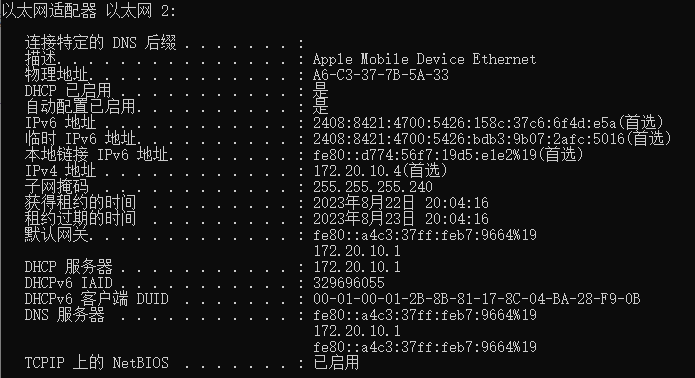 以太网适配器 以太网 2:
连接特定的 DNS 后缀 . . . . . . . :
描述. . . . . . . . . . . . . . . : Apple Mobile Device Ethernet
物理地址. . . . . . . . . . . . . : A6-C3-37-7B-5A-33
DHCP 已启用 . . . . . . . . . . . : 是
自动配置已启用. . . . . . . . . . : 是
IPv6 地址 . . . . . . . . . . . . : 2408:8421:4700:5426:158c:37c6:6f4d:e5a(首选)
临时 IPv6 地址. . . . . . . . . . : 2408:8421:4700:5426:bdb3:9b07:2afc:5016(首选)
本地链接 IPv6 地址. . . . . . . . : fe80::d774:56f7:19d5:e1e2%19(首选)
IPv4 地址 . . . . . . . . . . . . : 172.20.10.4(首选)
子网掩码 . . . . . . . . . . . . : 255.255.255.240
获得租约的时间 . . . . . . . . . : 2023年8月22日 20:04:16
租约过期的时间 . . . . . . . . . : 2023年8月23日 20:04:16
默认网关. . . . . . . . . . . . . : fe80::a4c3:37ff:feb7:9664%19
172.20.10.1
DHCP 服务器 . . . . . . . . . . . : 172.20.10.1
DHCPv6 IAID . . . . . . . . . . . : 329696055
DHCPv6 客户端 DUID . . . . . . . : 00-01-00-01-2B-8B-81-17-8C-04-BA-28-F9-0B
DNS 服务器 . . . . . . . . . . . : fe80::a4c3:37ff:feb7:9664%19
172.20.10.1
fe80::a4c3:37ff:feb7:9664%19
TCPIP 上的 NetBIOS . . . . . . . : 已启用